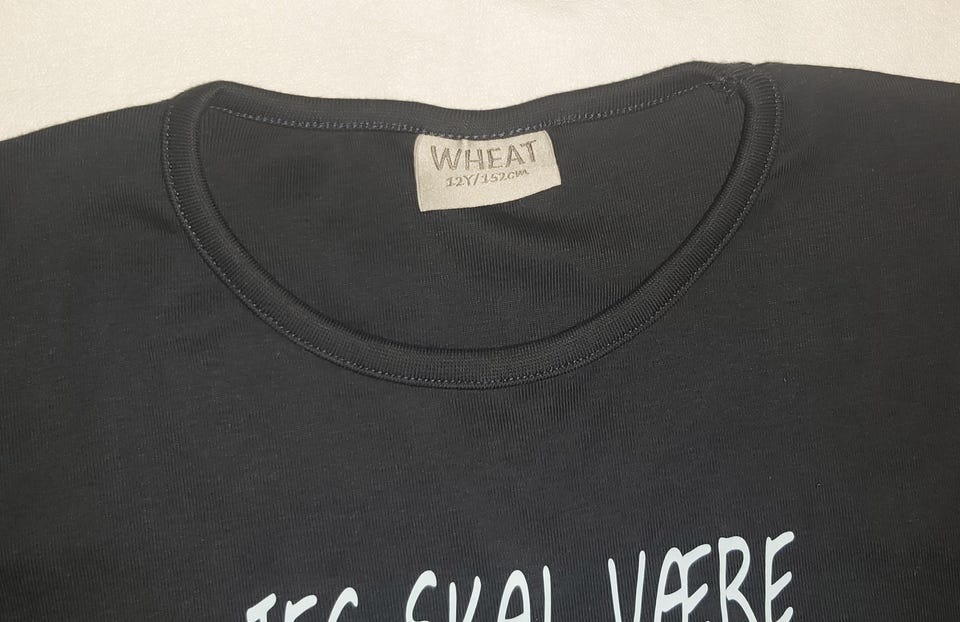 WHEAT
12Y/152CM
JEG SKAL VÆRE